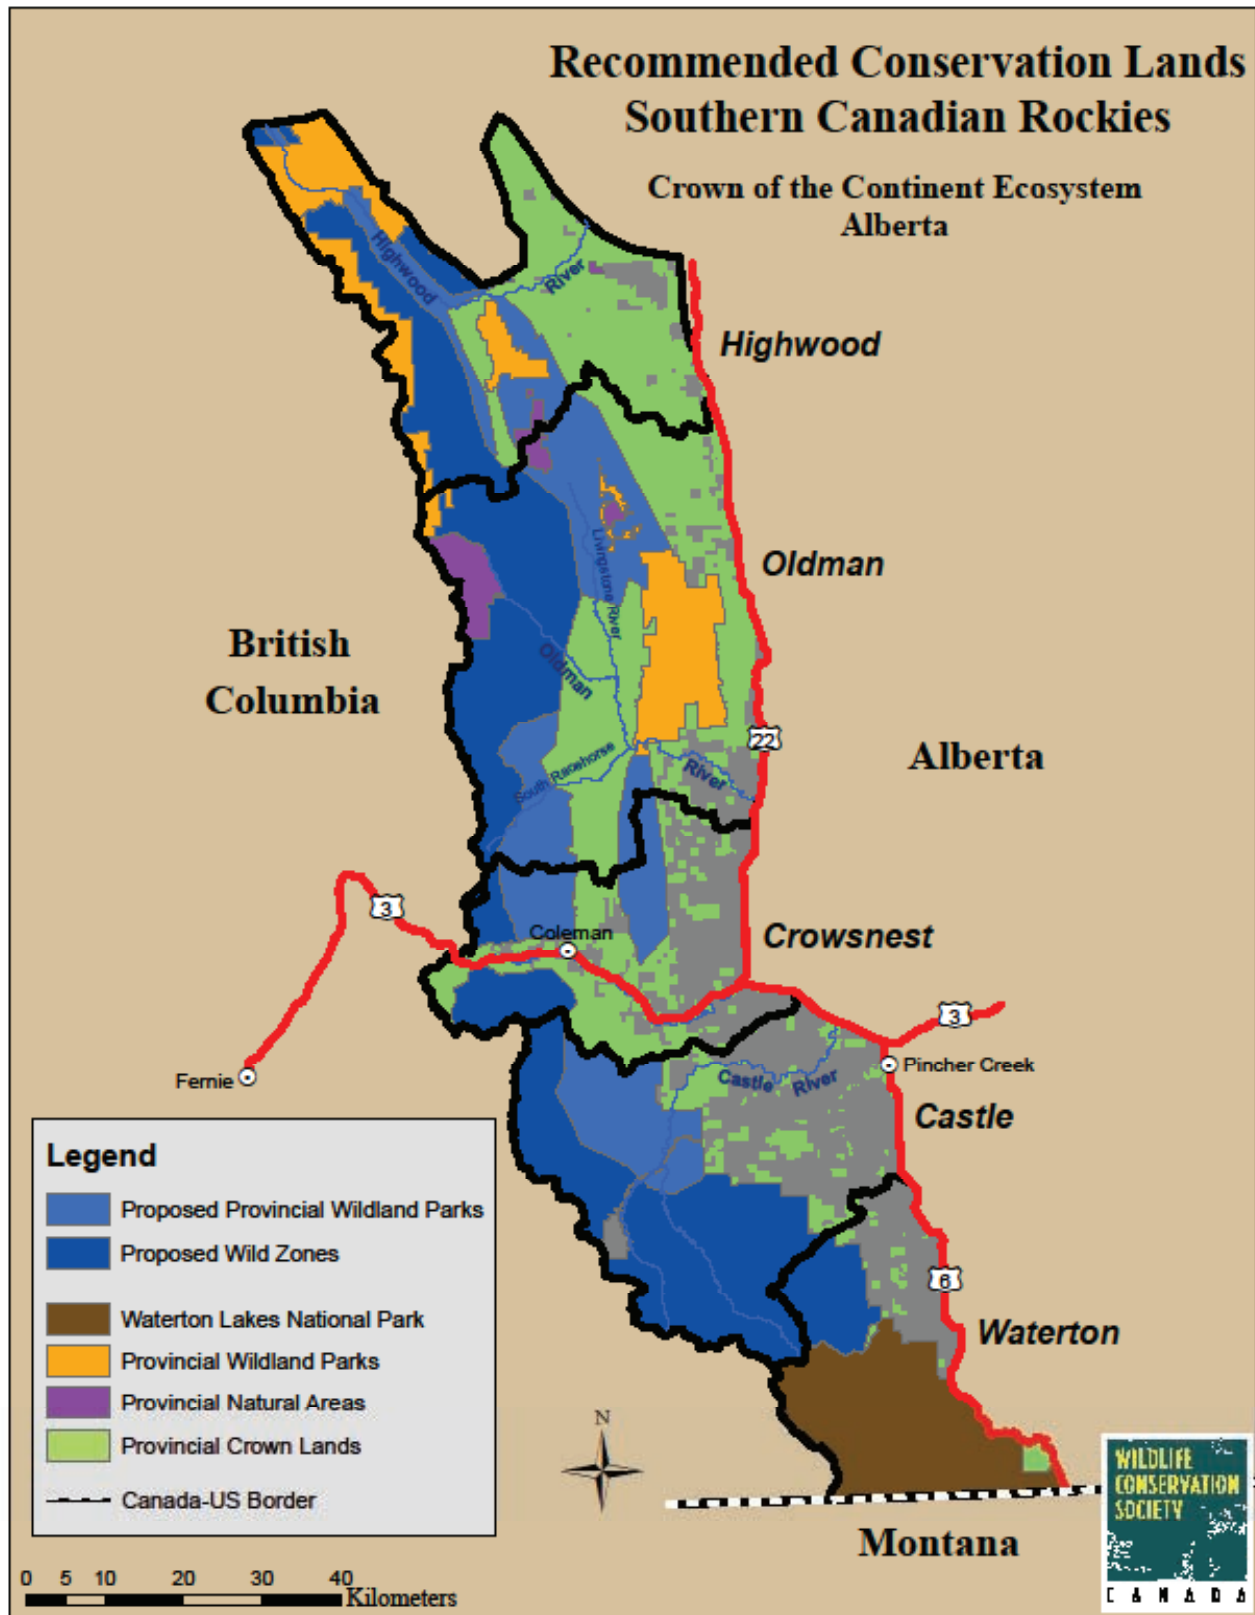 Recommended Conservation Lands
Southern Canadian Rockies
Crown of the Continent Ecosystem
Alberta
Highwood
River
Highwood
Livingstone River
Oldman
British
Columbia
Oldman
22
Alberta
South Racehorse
River
3
Coleman
Crowsnest
3
Fernie
Pincher Creek
Castle River
Castle
Legend
Proposed Provincial Wildland Parks
Proposed Wild Zones
Waterton Lakes National Park
Provincial Wildland Parks
Provincial Natural Areas
Provincial Crown Lands
Canada-US Border
6
Waterton
N
Montana
0 5 10 20 30 40
Kilometers
WILDLIFE
CONSERVATION
SOCIETY
CANADA